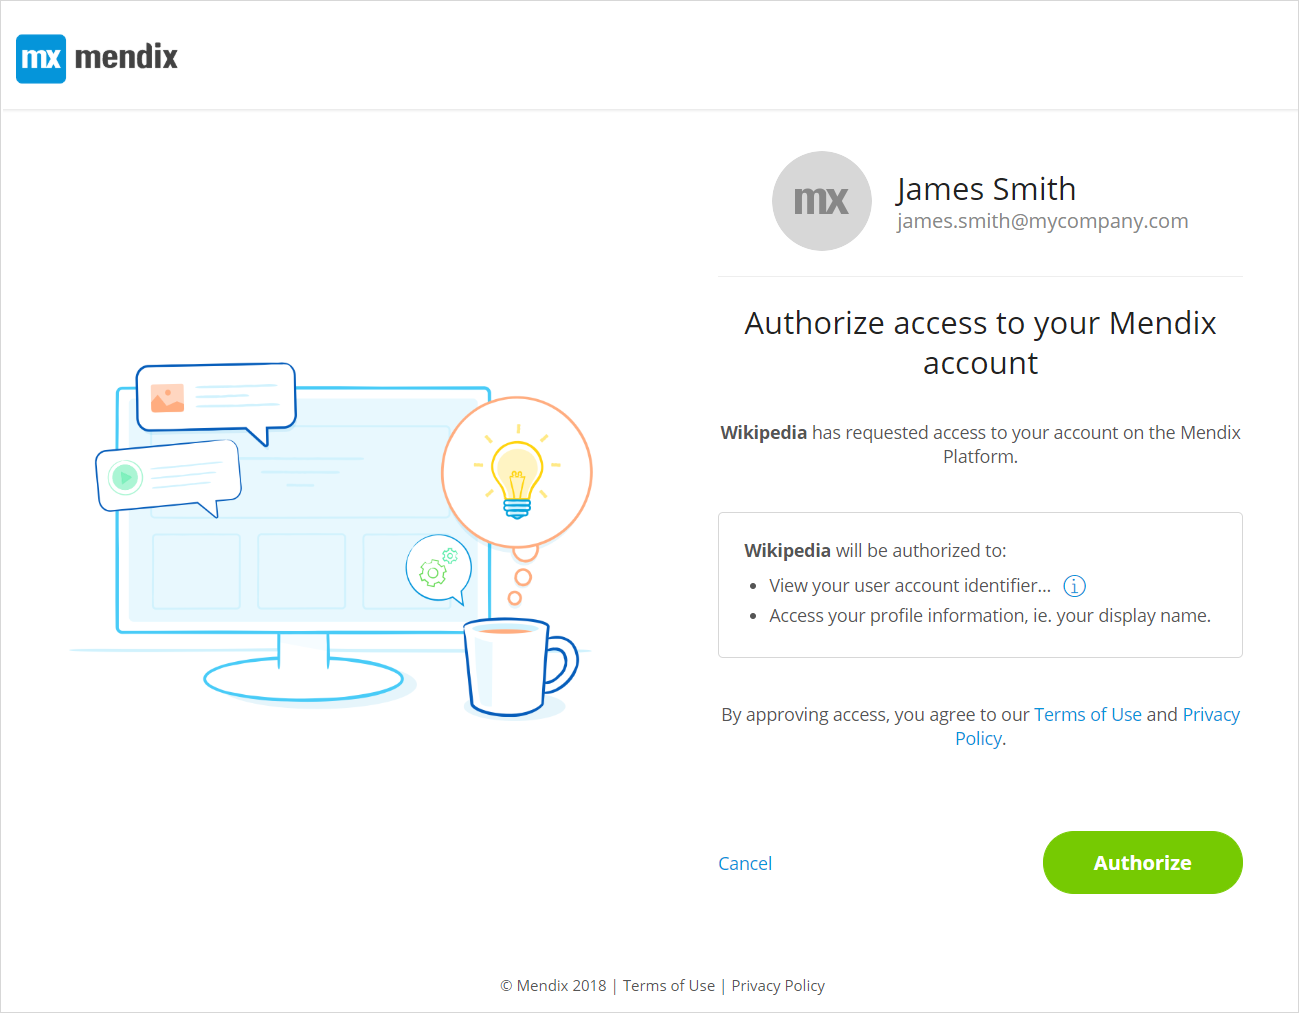 mx mendix
mx
James Smith
james.smith@mycompany.com
Authorize access to your Mendix
account
Wikipedia has requested access to your account on the Mendix
Platform.
Wikipedia will be authorized to:
• View your user account identifier... i
• Access your profile information, ie. your display name.
By approving access, you agree to our Terms of Use and Privacy
Policy.
Cancel
Authorize
© Mendix 2018 | Terms of Use | Privacy Policy